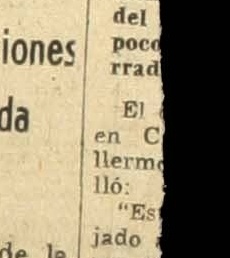 iones
da
de la
del
poco
rrad
El
en C
llermo
lló:
"Es
jado